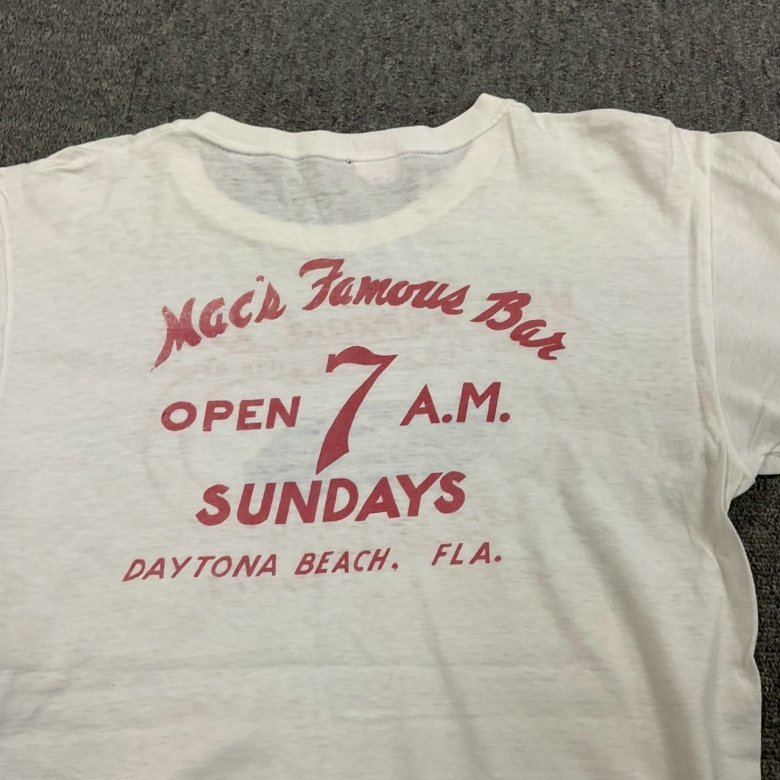 Mac's Famous Bar
OPEN 7 A.M.
SUNDAYS
DAYTONA BEACH, FLA.